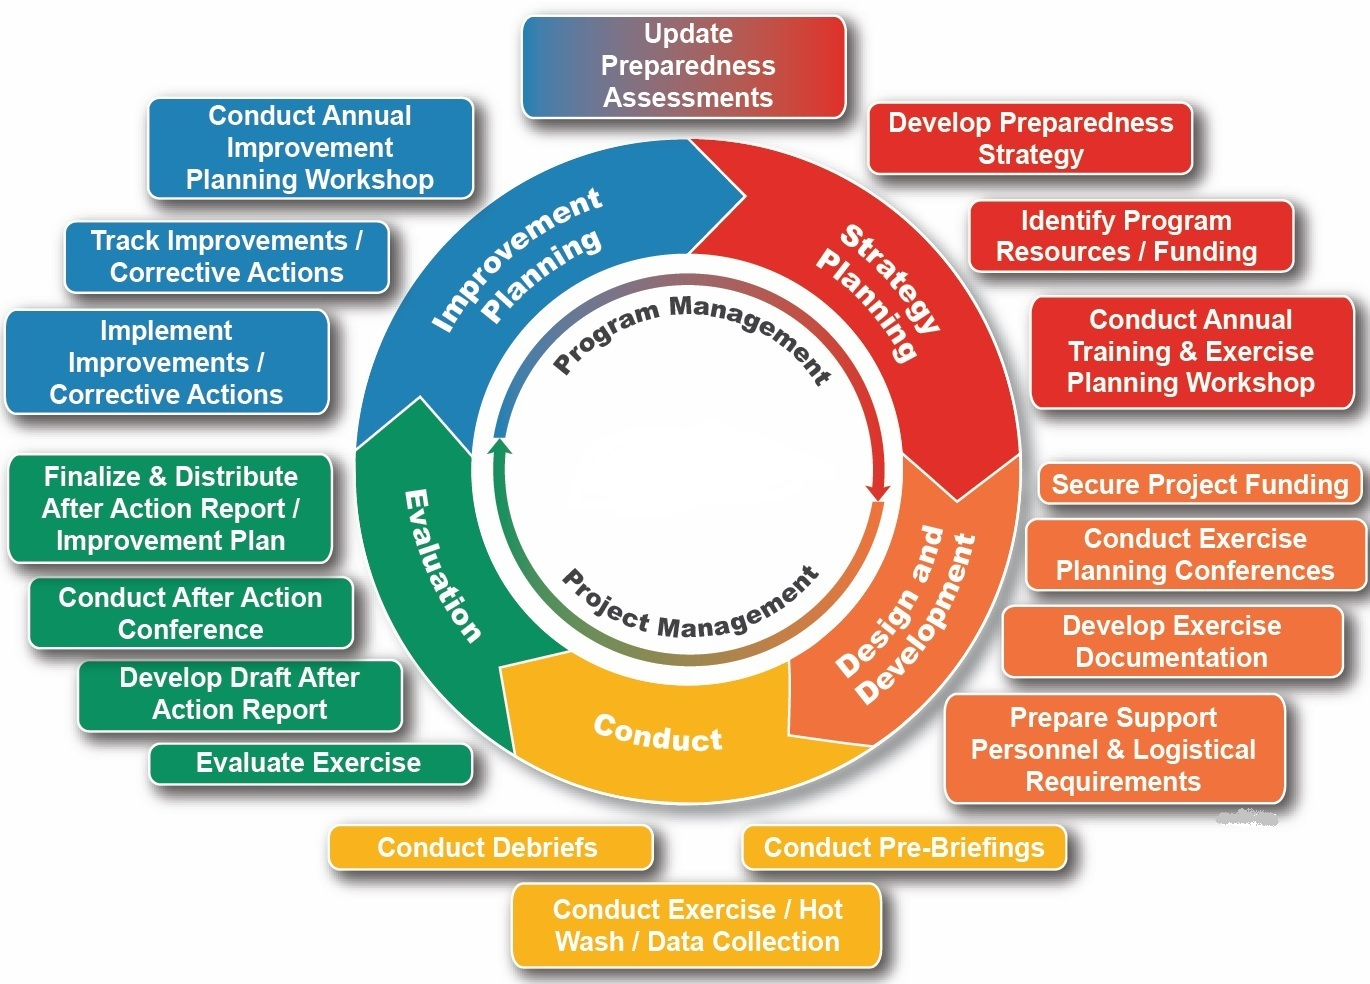 Update
Preparedness
Assessments
Develop Preparedness
Strategy
Identify Program
Resources / Funding
Conduct Annual
Training & Exercise
Planning Workshop
Secure Project Funding
Conduct Exercise
Planning Conferences
Develop Exercise
Documentation
Prepare Support
Personnel & Logistical
Requirements
Conduct Pre-Briefings
Conduct Exercise / Hot
Wash / Data Collection
Conduct Debriefs
Evaluate Exercise
Develop Draft After
Action Report
Conduct After Action
Conference
Finalize & Distribute
After Action Report /
Improvement Plan
Implement
Improvements /
Corrective Actions
Track Improvements /
Corrective Actions
Conduct Annual
Improvement
Planning Workshop
Strategy
Planning
Design and
Development
Conduct
Evaluation
Improvement
Planning
Program Management
Project Management